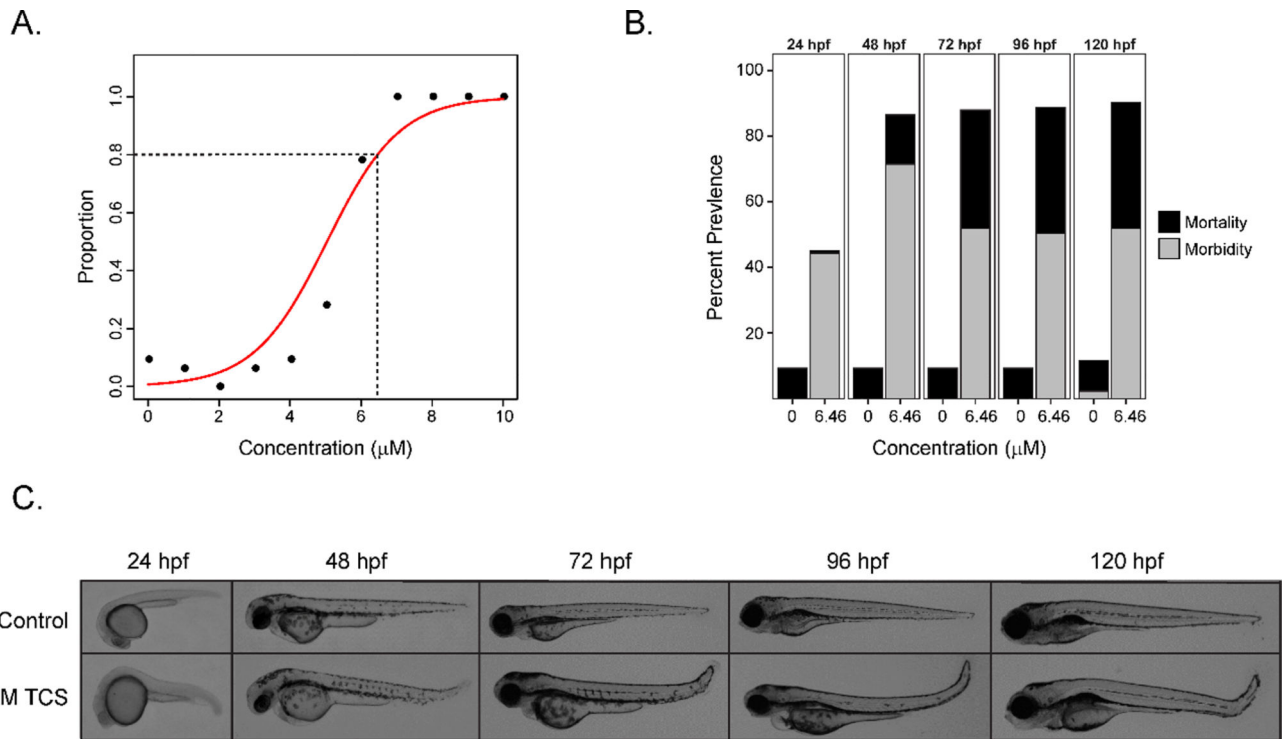 A.
Proportion
1.0
0.8
0.6
0.4
0.2
0.0
0 2 4 6 8 10
Concentration (μM)
B.
24 hpf 48 hpf 72 hpf 96 hpf 120 hpf
Percent Prevlence
100
80
60
40
20
0 6.46 0 6.46 0 6.46 0 6.46 0 6.46
Concentration (μM)
Mortality
Morbidity
C.
24 hpf 48 hpf 72 hpf 96 hpf 120 hpf
Control
M TCS